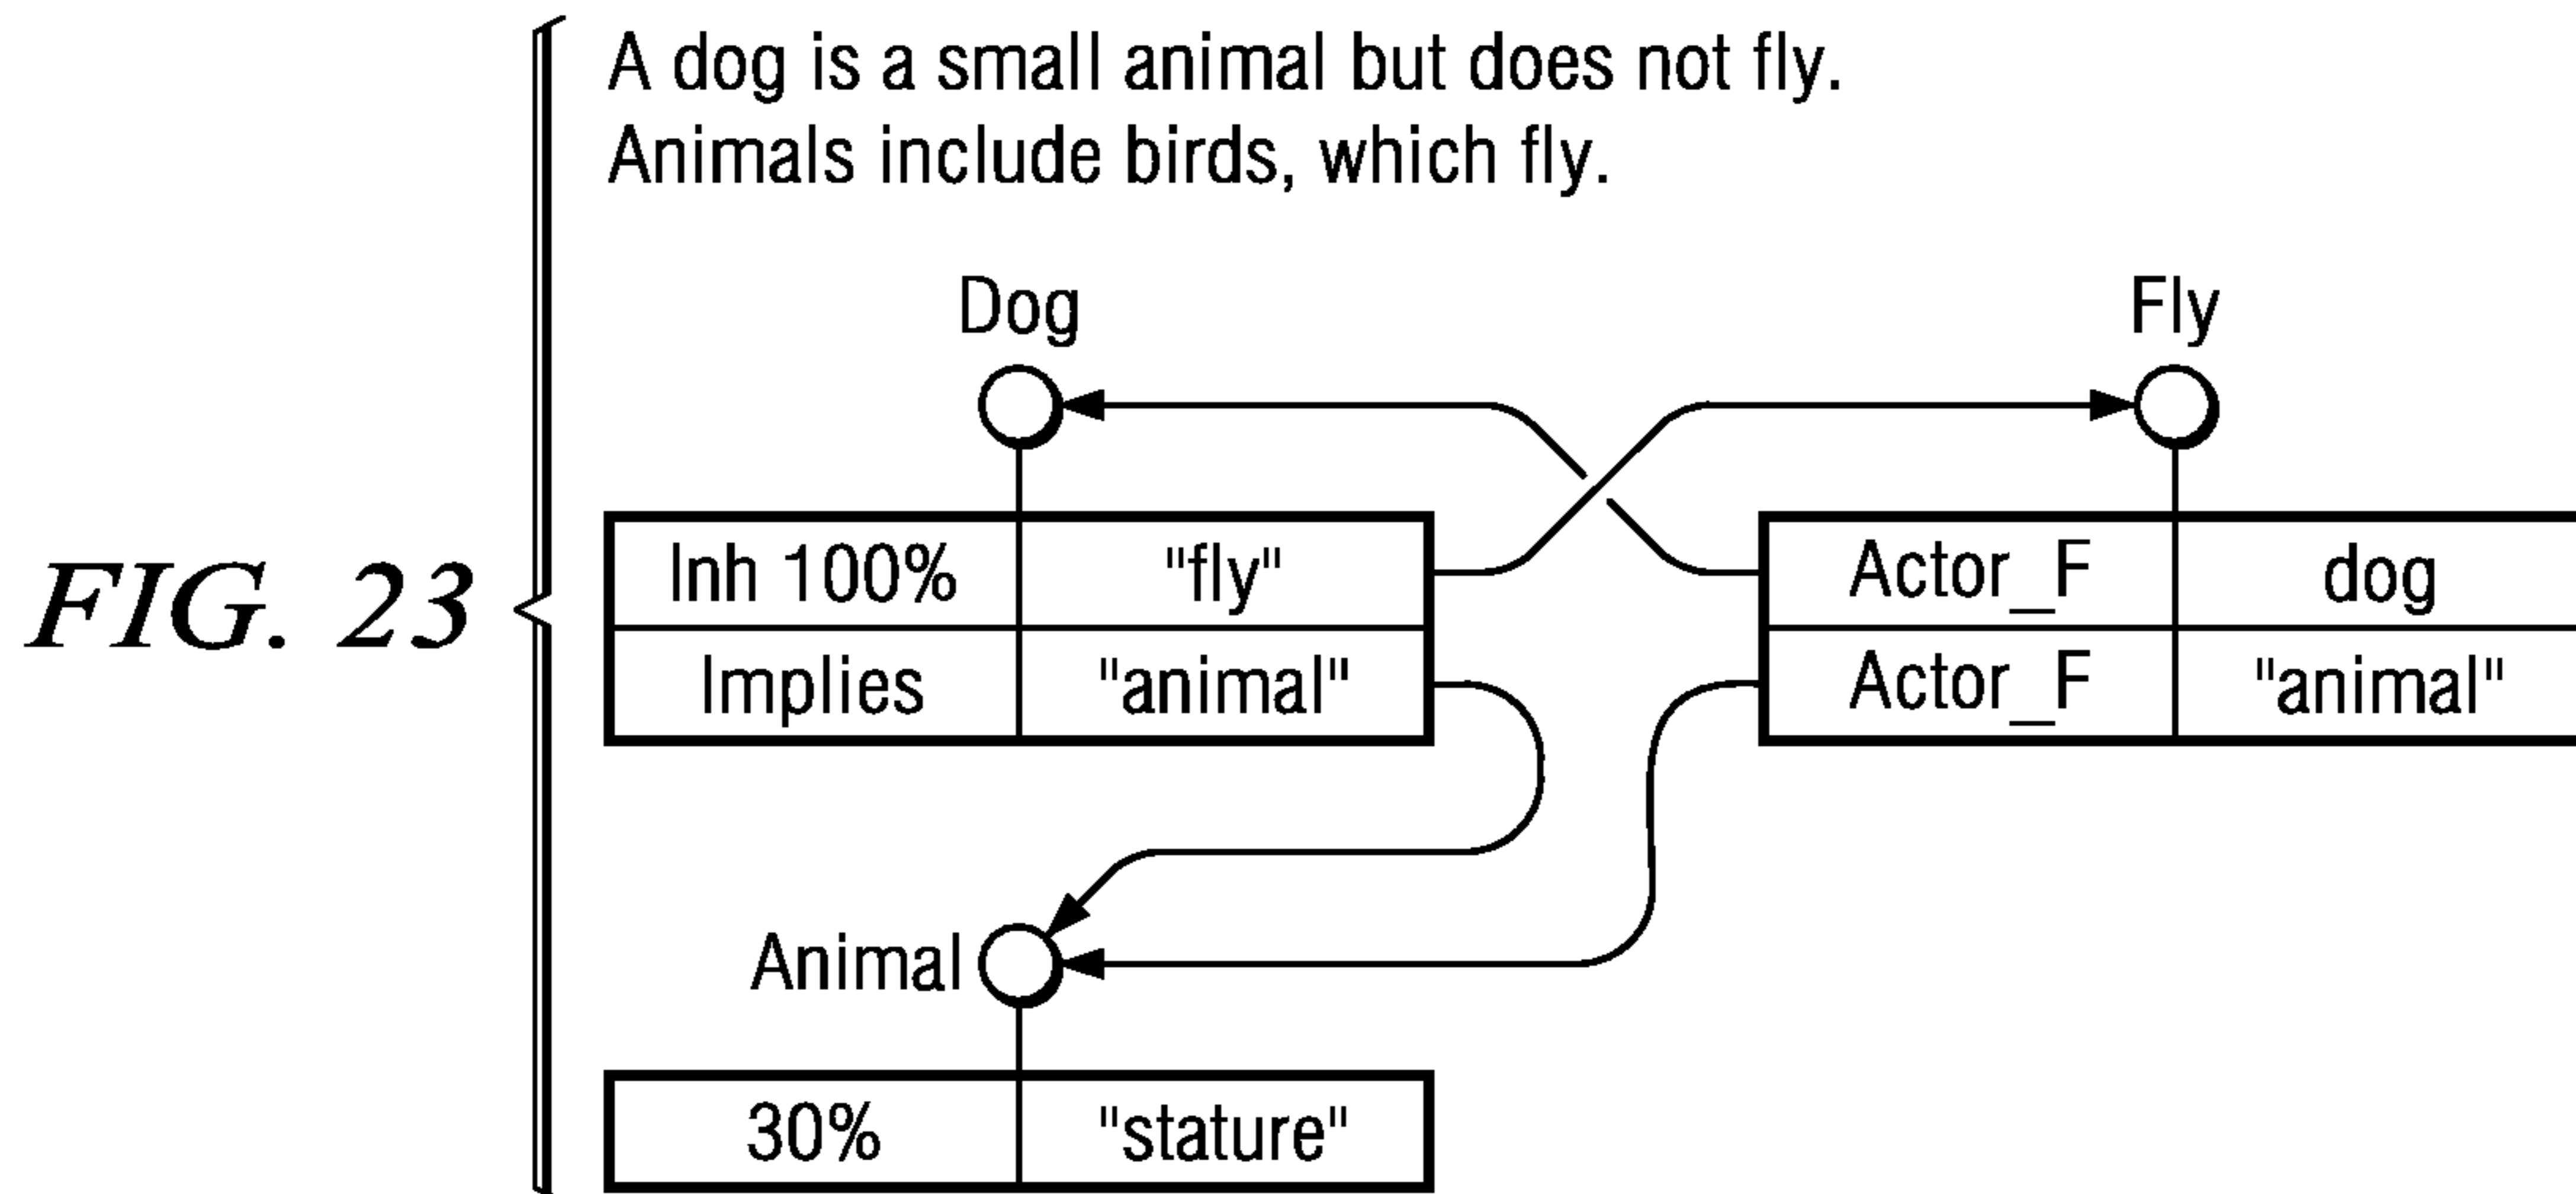 A dog is a small animal but does not fly.
Animals include birds, which fly.
Dog
Fly
Inh 100% "fly"
Actor_F dog
FIG. 23
Implies "animal"
Actor_F "animal"
Animal
30% "stature"